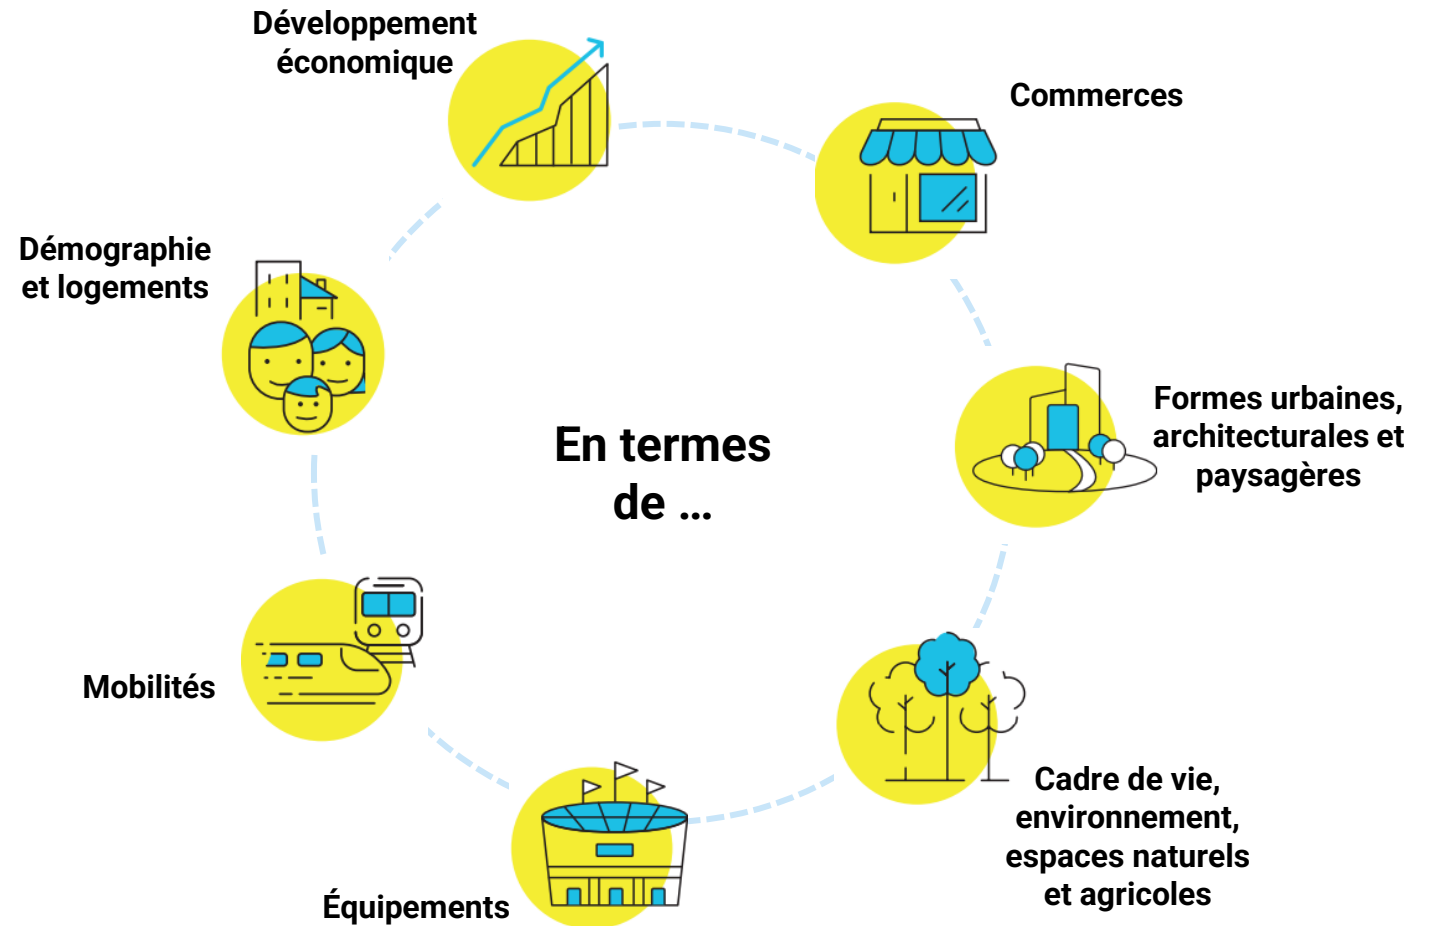 Développement
économique
Commerces
Démographie
et logements
Formes urbaines,
architecturales et
paysagères
En termes
de ...
Mobilités
Cadre de vie,
environnement,
espaces naturels
et agricoles
Équipements